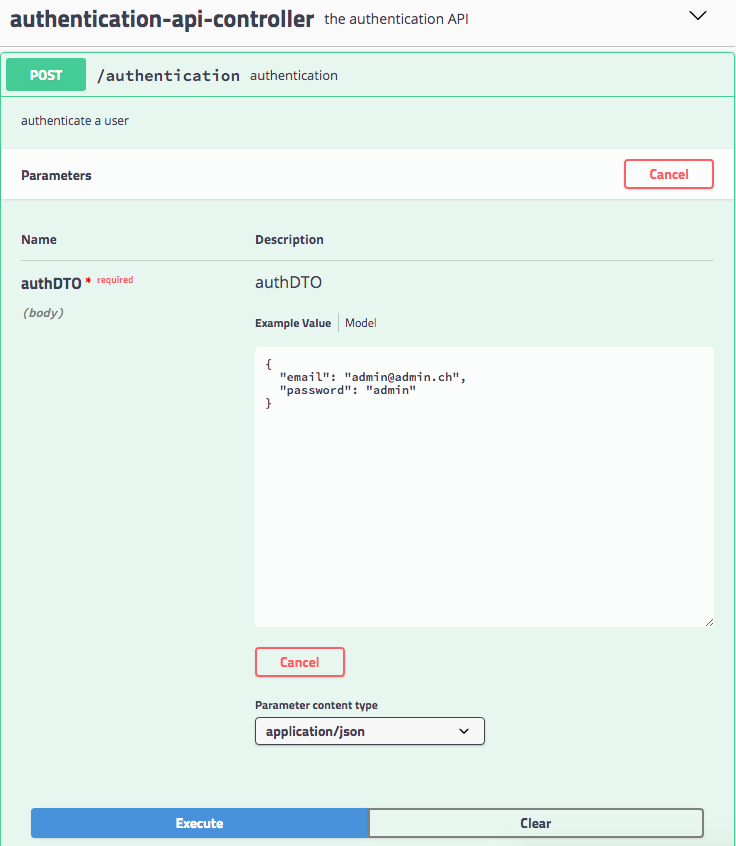 authentication-api-controller the authentication API
POST /authentication authentication
authenticate a user
Parameters Cancel
Name Description
authDTO * required authDTO
(body)
Example Value Model
{
"email": "admin@admin.ch",
"password": "admin"
}
Cancel
Parameter content type
application/json
Execute Clear